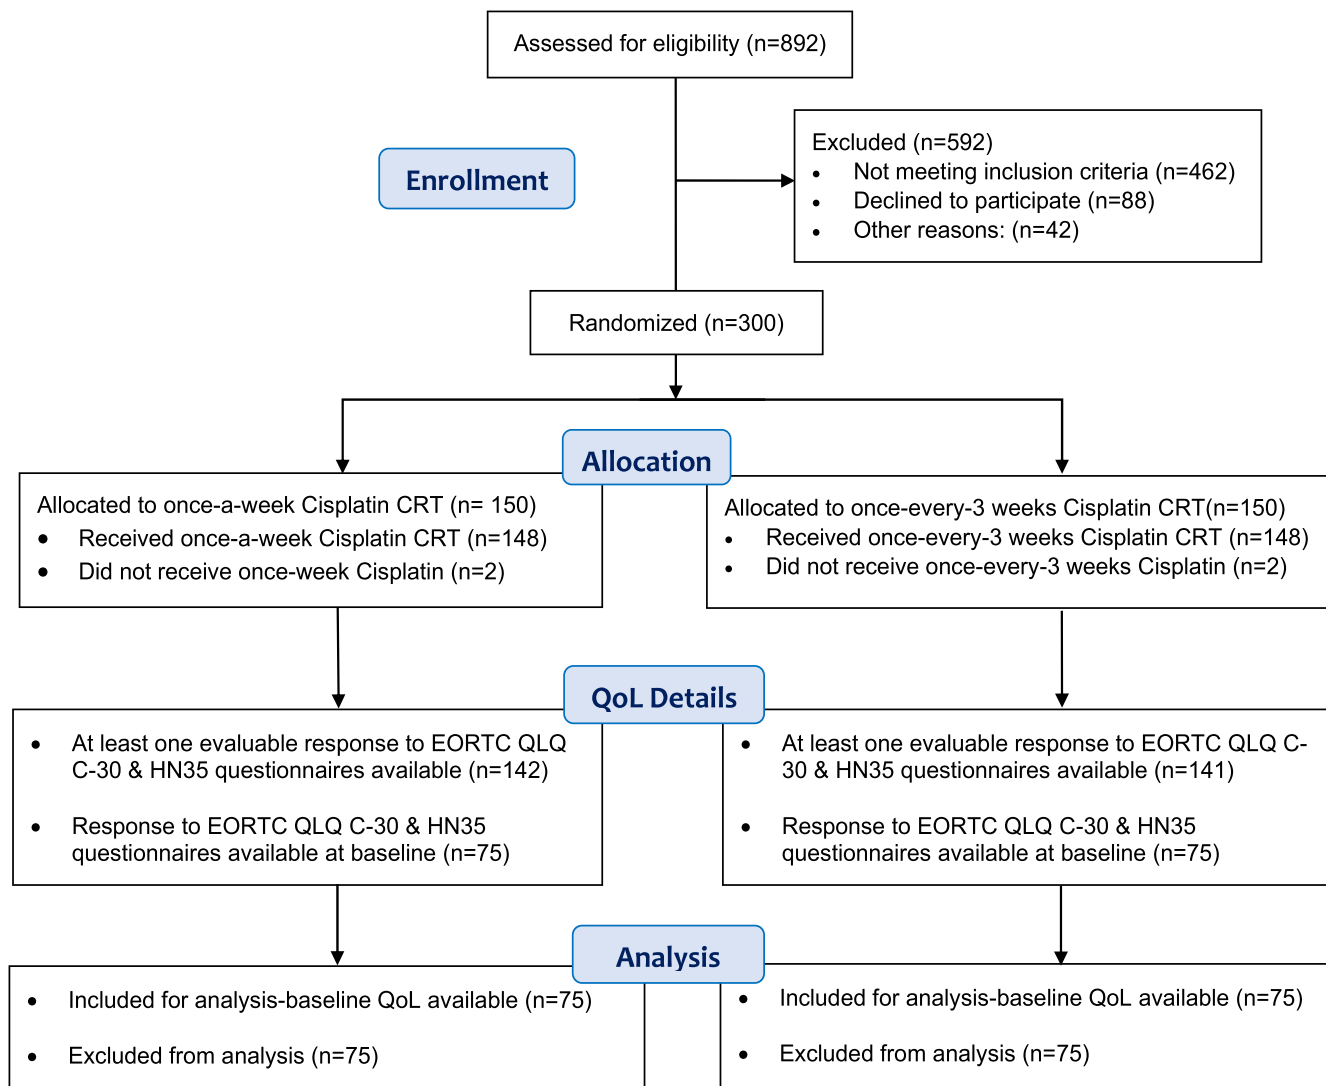 Assessed for eligibility (n=892)
Enrollment
Excluded (n=592)
• Not meeting inclusion criteria (n=462)
• Declined to participate (n=88)
• Other reasons: (n=42)
Randomized (n=300)
Allocation
Allocated to once-a-week Cisplatin CRT (n= 150)
• Received once-a-week Cisplatin CRT (n=148)
• Did not receive once-week Cisplatin (n=2)
Allocated to once-every-3 weeks Cisplatin CRT(n=150)
• Received once-every-3 weeks Cisplatin CRT (n=148)
• Did not receive once-every-3 weeks Cisplatin (n=2)
QoL Details
• At least one evaluable response to EORTC QLQ
C-30 & HN35 questionnaires available (n=142)
• Response to EORTC QLQ C-30 & HN35
questionnaires available at baseline (n=75)
• At least one evaluable response to EORTC QLQ C-
30 & HN35 questionnaires available (n=141)
• Response to EORTC QLQ C-30 & HN35
questionnaires available at baseline (n=75)
Analysis
• Included for analysis-baseline QoL available (n=75)
• Excluded from analysis (n=75)
• Included for analysis-baseline QoL available (n=75)
• Excluded from analysis (n=75)